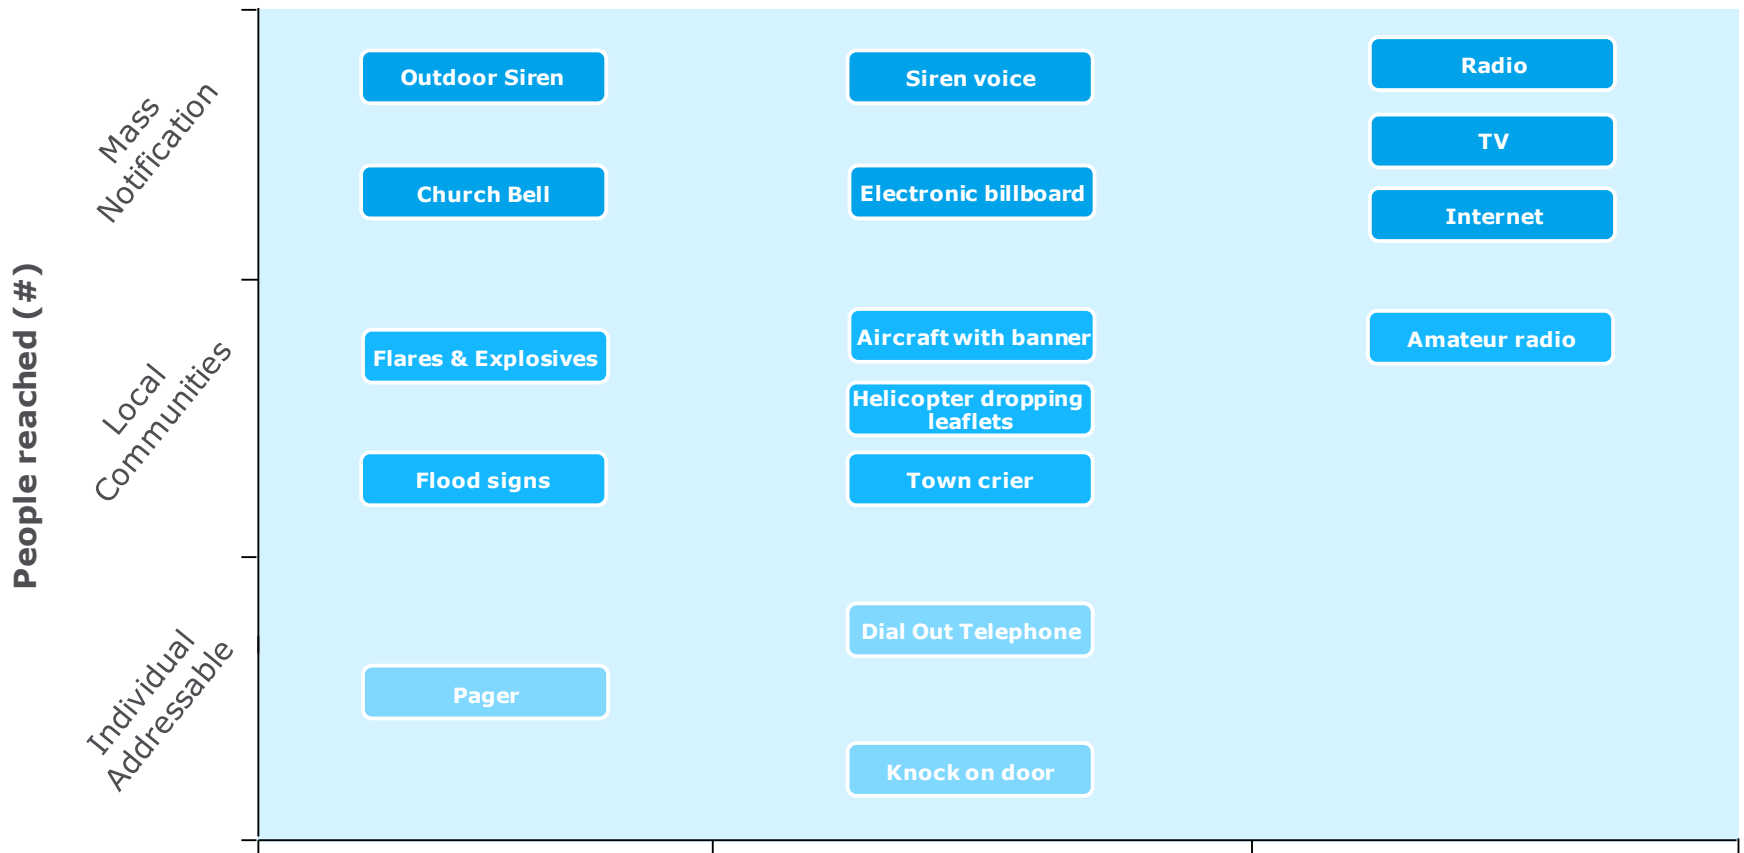 People reached (#)
Mass
Notification
Outdoor Siren
Siren voice
Radio
TV
Church Bell
Electronic billboard
Internet
Local
Communities
Flares & Explosives
Aircraft with banner
Amateur radio
Helicopter dropping
leaflets
Flood signs
Town crier
Individual
Addressable
Dial Out Telephone
Pager
Knock on door